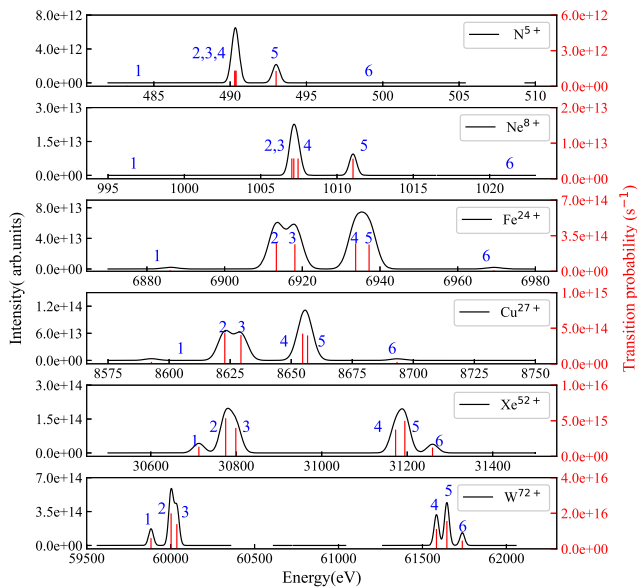 8.0e+12
4.0e+12
0.0e+00
1
2,3,4
5
6
N5+
6.0e+12
3.0e+12
0.0e+00
485
490
495
500
505
510
3.0e+13
1.5e+13
0.0e+00
1
2,3
4
5
6
Ne8+
2.0e+13
1.0e+13
0.0e+00
995
1000
1005
1010
1015
1020
8.0e+13
4.0e+13
0.0e+00
1
2
3
4
5
6
Fe24+
7.0e+14
3.5e+14
0.0e+00
6880
6900
6920
6940
6960
6980
1.2e+14
6.0e+13
0.0e+00
1
2
3
4
5
6
Cu27+
1.0e+15
5.0e+14
0.0e+00
8575
8600
8625
8650
8675
8700
8725
8750
3.0e+14
1.5e+14
0.0e+00
1
2
3
4
5
6
Xe52+
1.0e+16
5.0e+15
0.0e+00
30600
30800
31000
31200
31400
7.0e+14
3.5e+14
0.0e+00
1
2
3
4
5
6
W72+
4.0e+16
2.0e+16
0.0e+00
59500
60000
60500
61000
61500
62000
Energy(eV)
Intensity( arb.units)
Transition probability (s−1)